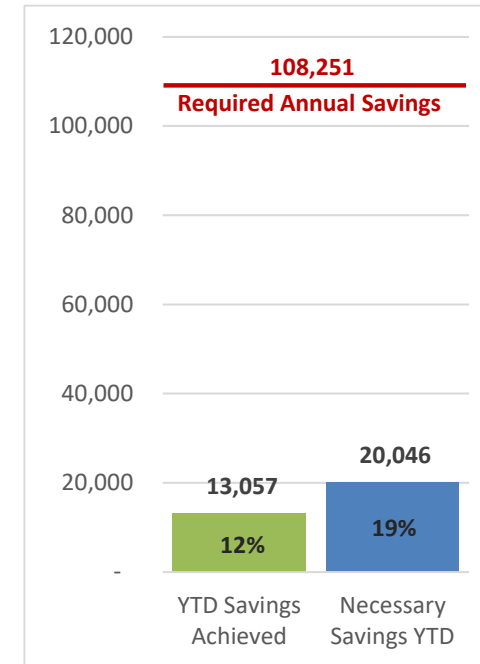 120,000
108,251
Required Annual Savings
100,000
80,000
60,000
40,000
20,046
20,000
13,057
19%
12%
-
YTD Savings
Achieved
Necessary
Savings YTD